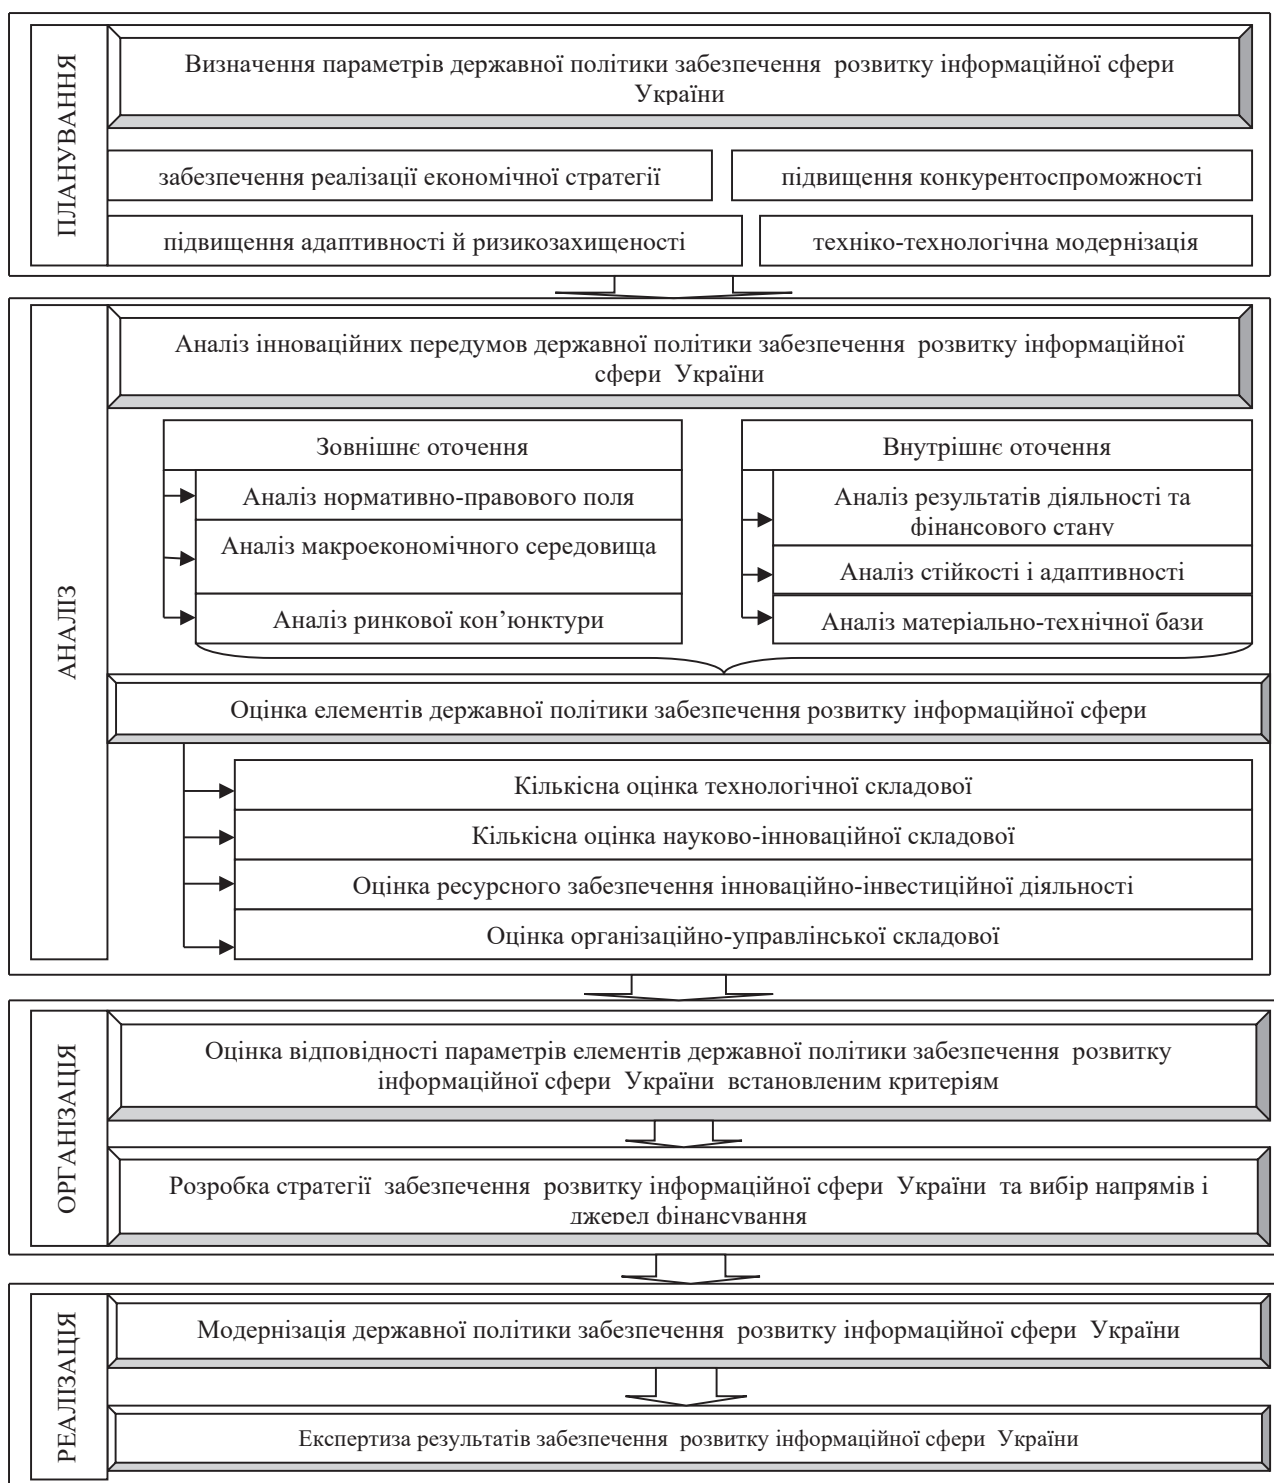 ПЛАНУВАННЯ
Визначення параметрів державної політики забезпечення розвитку інформаційної сфери
України
забезпечення реалізації економічної стратегії
підвищення конкурентоспроможності
підвищення адаптивності й ризикозахищеності
техніко-технологічна модернізація
АНАЛІЗ
Аналіз інноваційних передумов державної політики забезпечення розвитку інформаційної
сфери України
Зовнішнє оточення
Аналіз нормативно-правового поля
Аналіз макроекономічного середовища
Аналіз ринкової кон’юнктури
Внутрішнє оточення
Аналіз результатів діяльності та
фінансового стану
Аналіз стійкості і адаптивності
Аналіз матеріально-технічної бази
Оцінка елементів державної політики забезпечення розвитку інформаційної сфери
Кількісна оцінка технологічної складової
Кількісна оцінка науково-інноваційної складової
Оцінка ресурсного забезпечення інноваційно-інвестиційної діяльності
Оцінка організаційно-управлінської складової
ОРГАНІЗАЦІЯ
Оцінка відповідності параметрів елементів державної політики забезпечення розвитку
інформаційної сфери України встановленим критеріям
Розробка стратегії забезпечення розвитку інформаційної сфери України та вибір напрямів і
джерел фінансування
РЕАЛІЗАЦІЯ
Модернізація державної політики забезпечення розвитку інформаційної сфери України
Експертиза результатів забезпечення розвитку інформаційної сфери України